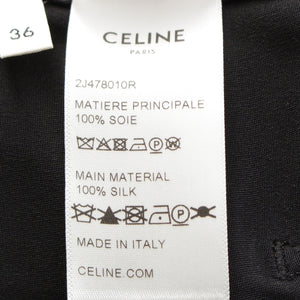 36
CELINE
PARIS
2J478010R
MATIERE PRINCIPALE
100% SOIE
MAIN MATERIAL
100% SILK
MADE IN ITALY
CELINE.COM